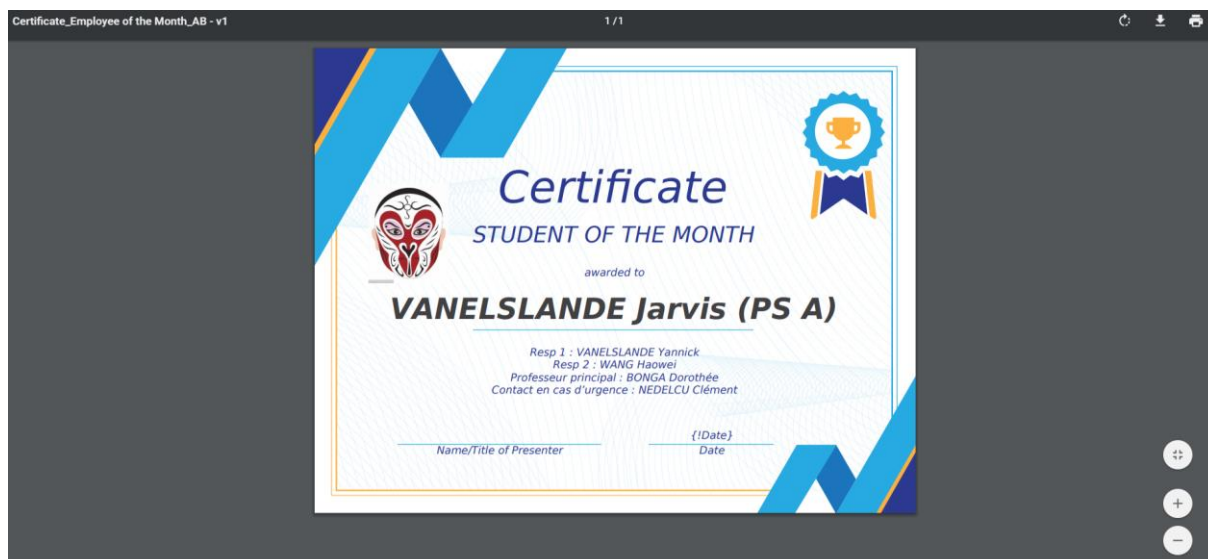 Certificate_Employee of the Month_AB - v1
1 / 1
Certificate
STUDENT OF THE MONTH
awarded to
VANELSLANDE Jarvis (PS A)
Resp 1 : VANELSLANDE Yannick
Resp 2 : WANG Haowei
Professeur principal : BONGA Dorothée
Contact en cas d'urgence : NEDELCU Clément
{!Date}
Name/Title of Presenter
Date